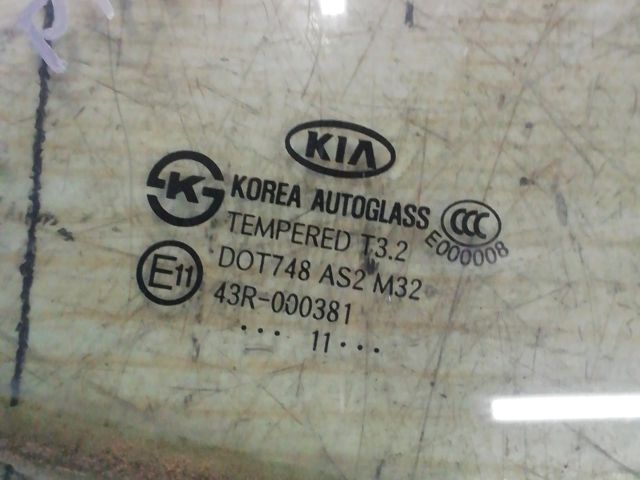 KIA
K
KOREA AUTOGLASS
CCC
E000008
TEMPERED T3.2
E11
DOT748 AS2 M32
43R-000381
··· 11···